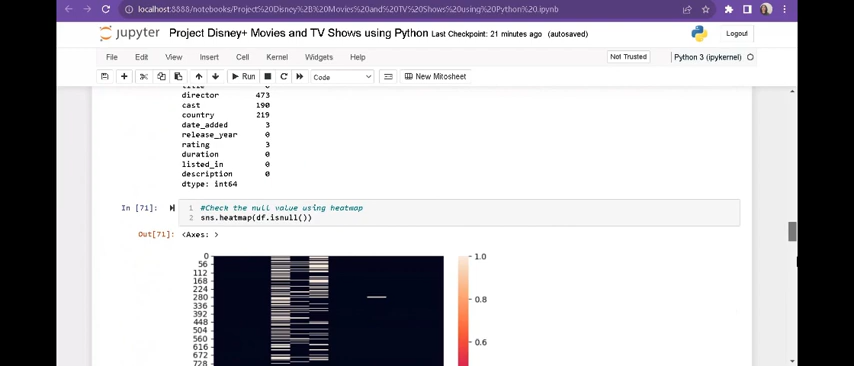 localhost:8888/notebooks/Project%20Disney%2B%20Movies%20and%20TV%20Shows%20using%20Python%20.ipynb
jupyter Project Disney+ Movies and TV Shows using Python Last Checkpoint: 21 minutes ago (autosaved)
Logout
File Edit View Insert Cell Kernel Widgets Help
Not Trusted
Python 3 (ipykernel)
Run
Code
New Mitosheet
director 473
cast 190
country 219
date_added 3
release_year 0
rating 3
duration 0
listed_in 0
description 0
dtype: int64
In [71]:
1 #Check the null value using heatmap
2 sns.heatmap(df.isnull())
Out[71]: <Axes: >
0
56
112
168
224
280
336
392
448
504
560
616
672
728
1.0
0.8
0.6